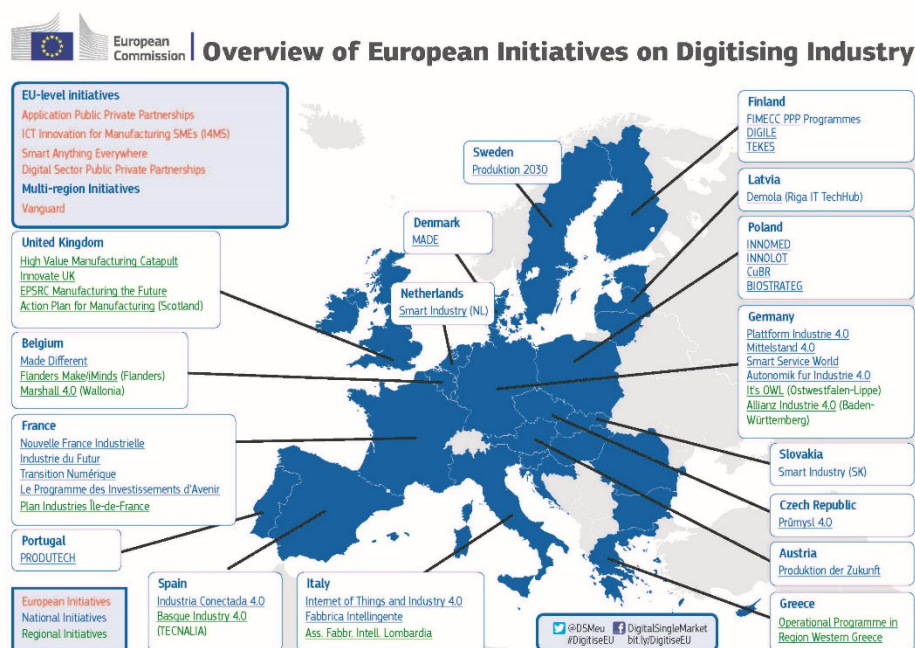 European
Commission
Overview of European Initiatives on Digitising Industry
EU-level initiatives
Application Public Private Partnerships
ICT Innovation for Manufacturing SMEs (I4MS)
Smart Anything Everywhere
Digital Sector Public Private Partnerships
Multi-region Initiatives
Vanguard
United Kingdom
High Value Manufacturing Catapult
Innovate UK
EPSRC Manufacturing the Future
Action Plan for Manufacturing (Scotland)
Belgium
Made Different
Flanders Make/iMinds (Flanders)
Marshall 4.0 (Wallonia)
France
Nouvelle France Industrielle
Industrie du Futur
Transition Numérique
Le Programme des Investissements d'Avenir
Plan Industries Île-de-France
Portugal
PRODUTECH
European Initiatives
National Initiatives
Regional Initiatives
Spain
Industria Conectada 4.0
Basque Industry 4.0
(TECNALIA)
Italy
Internet of Things and Industry 4.0
Fabbrica Intellingente
Ass. Fabbr. Intell. Lombardia
Sweden
Produktion 2030
Denmark
MADE
Netherlands
Smart Industry (NL)
Finland
FIMECC PPP Programmes
DIGILE
TEKES
Latvia
Demola (Riga IT TechHub)
Poland
INNOMED
INNOLOT
CuBR
BIOSTRATEG
Germany
Plattform Industrie 4.0
Mittelstand 4.0
Smart Service World
Autonomik fur Industrie 4.0
It's OWL (Ostwestfalen-Lippe)
Allianz Industrie 4.0 (Baden-
Württemberg)
Slovakia
Smart Industry (SK)
Czech Republic
Průmysl 4.0
Austria
Produktion der Zukunft
Greece
Operational Programme in
Region Western Greece
@DSMeu DigitalSingleMarket
#DigitiseEU bit.ly/DigitiseEU